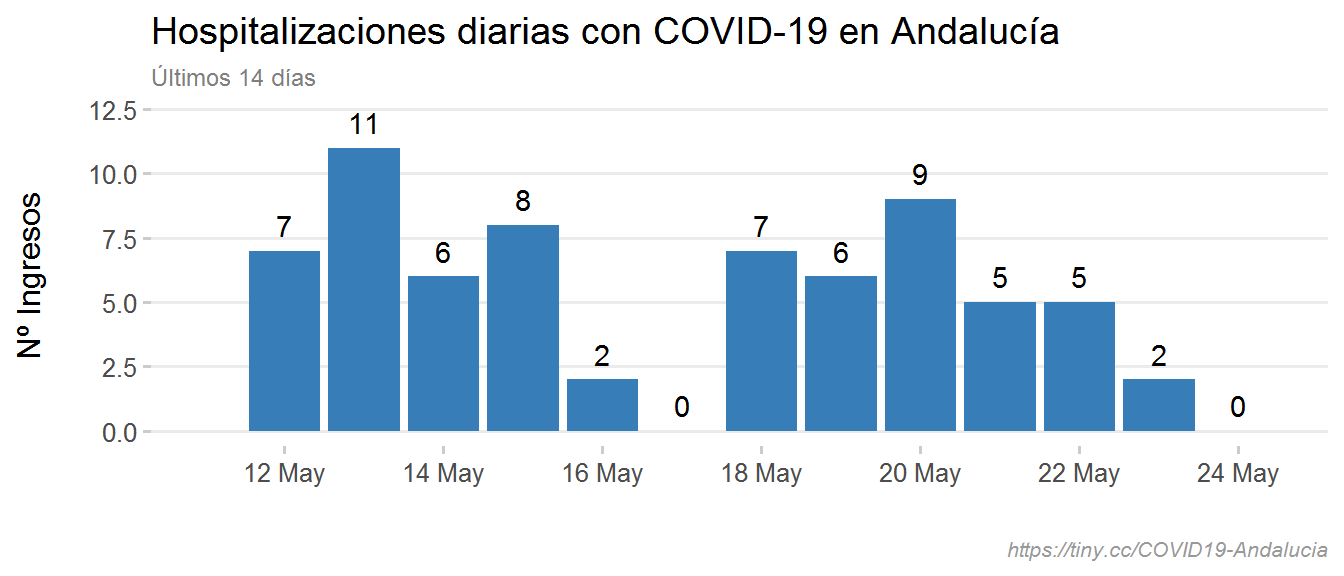 Hospitalizaciones diarias con COVID-19 en Andalucía
Últimos 14 días
Nº Ingresos
12.5
10.0
7.5
5.0
2.5
0.0
7
11
6
8
2
0
7
6
9
5
5
2
0
12 May
14 May
16 May
18 May
20 May
22 May
24 May
https://tiny.cc/COVID19-Andalucia